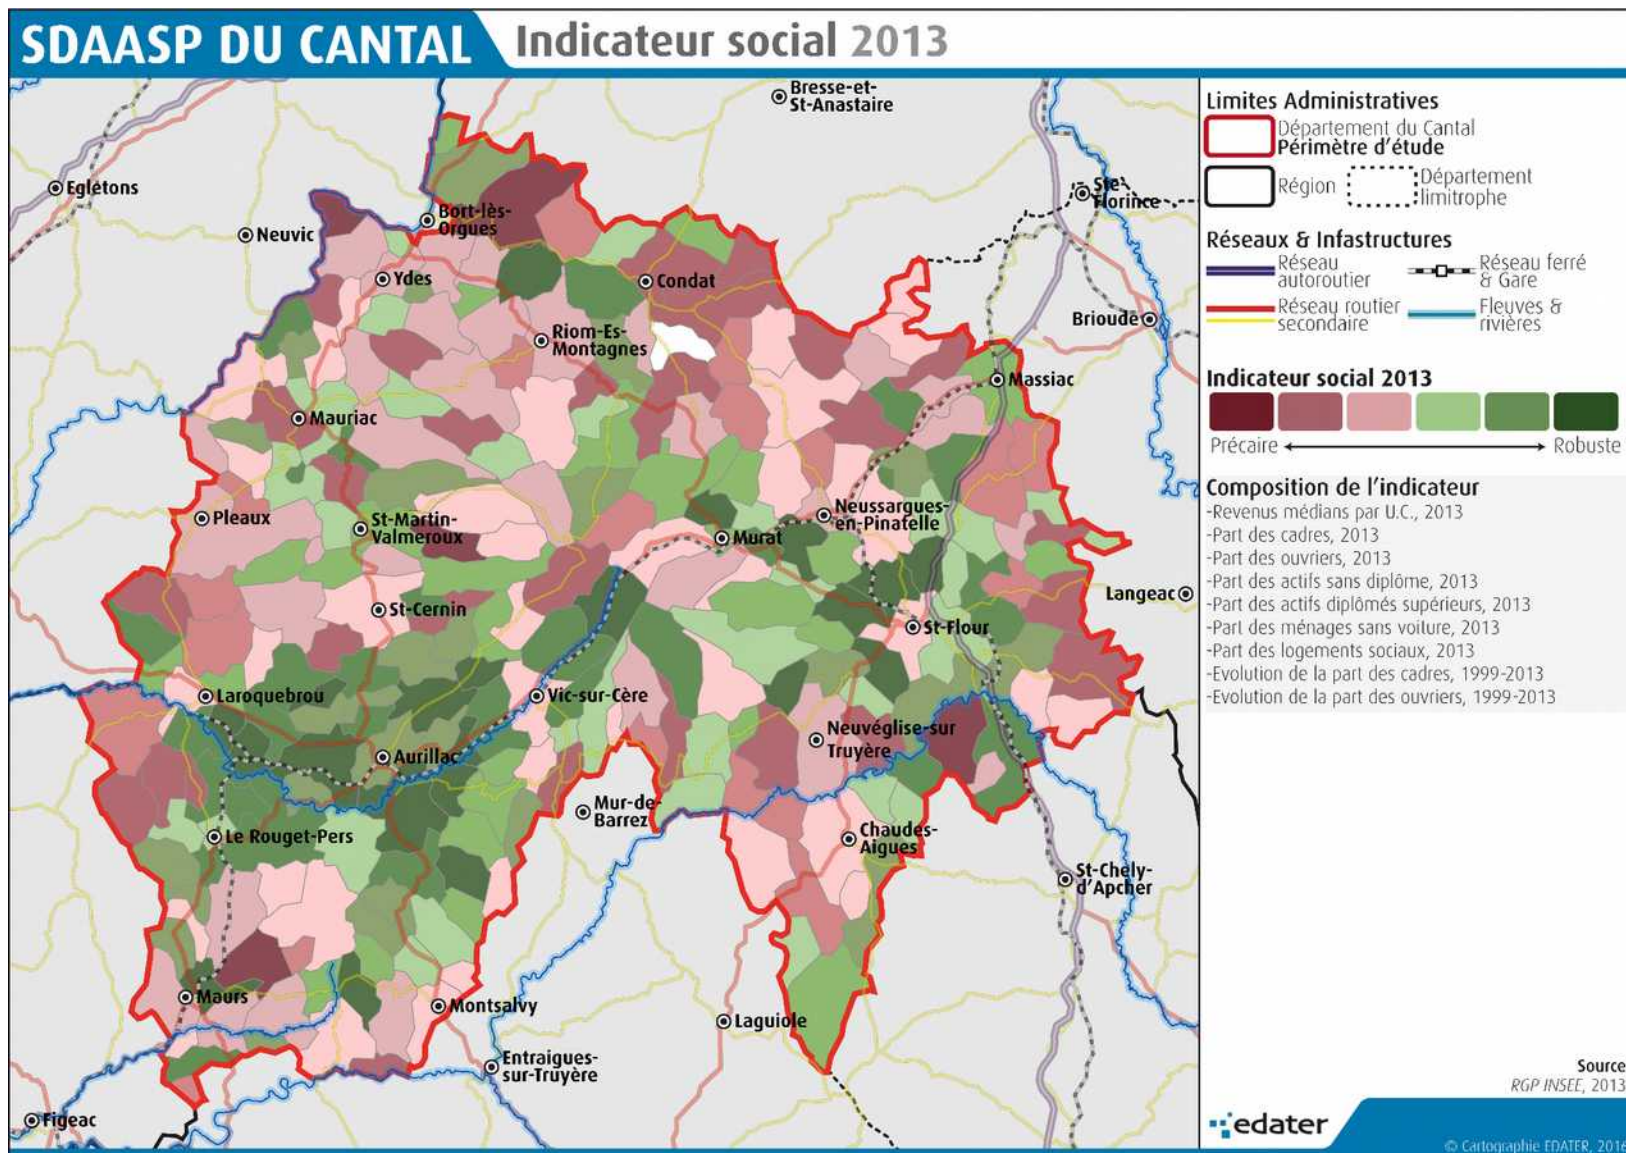 SDAASP DU CANTAL
Indicateur social 2013
Bresse-et-
St-Anastaire
Egletons
Ste
Florince
Bort-lès-
Orgues
Neuvic
Ydes
Condat
Brioude
Riom-Es-
Montagnes
Massiac
Mauriac
Pleaux
St-Martin-
Valmeroux
Neussargues-
en-Pinatelle
Murat
Langeac
St-Cernin
St-Flour
Laroquebrou
Vic-sur-Cère
Neuvéglise-sur
Truyère
Aurillac
Mur-de-
Barrez
Le Rouget-Pers
Chaudes-
Aigues
St-Chely-
d'Apcher
Maurs
Montsalvy
Laguiole
Entraigues-
sur-Truyère
Figeac
Limites Administratives
Département du Cantal
Périmètre d'étude
Région
Département
limitrophe
Réseaux & Infastructures
Réseau
autoroutier
Réseau ferré
& Gare
Réseau routier
secondaire
Fleuves &
rivières
Indicateur social 2013
Précaire
Robuste
Composition de l'indicateur
-Revenus médians par U.C., 2013
-Part des cadres, 2013
-Part des ouvriers, 2013
-Part des actifs sans diplôme, 2013
-Part des actifs diplômés supérieurs, 2013
-Part des ménages sans voiture, 2013
-Part des logements sociaux, 2013
-Evolution de la part des cadres, 1999-2013
-Evolution de la part des ouvriers, 1999-2013
Source
RGP INSEE, 2013
edater
© Cartographie EDATER, 2016